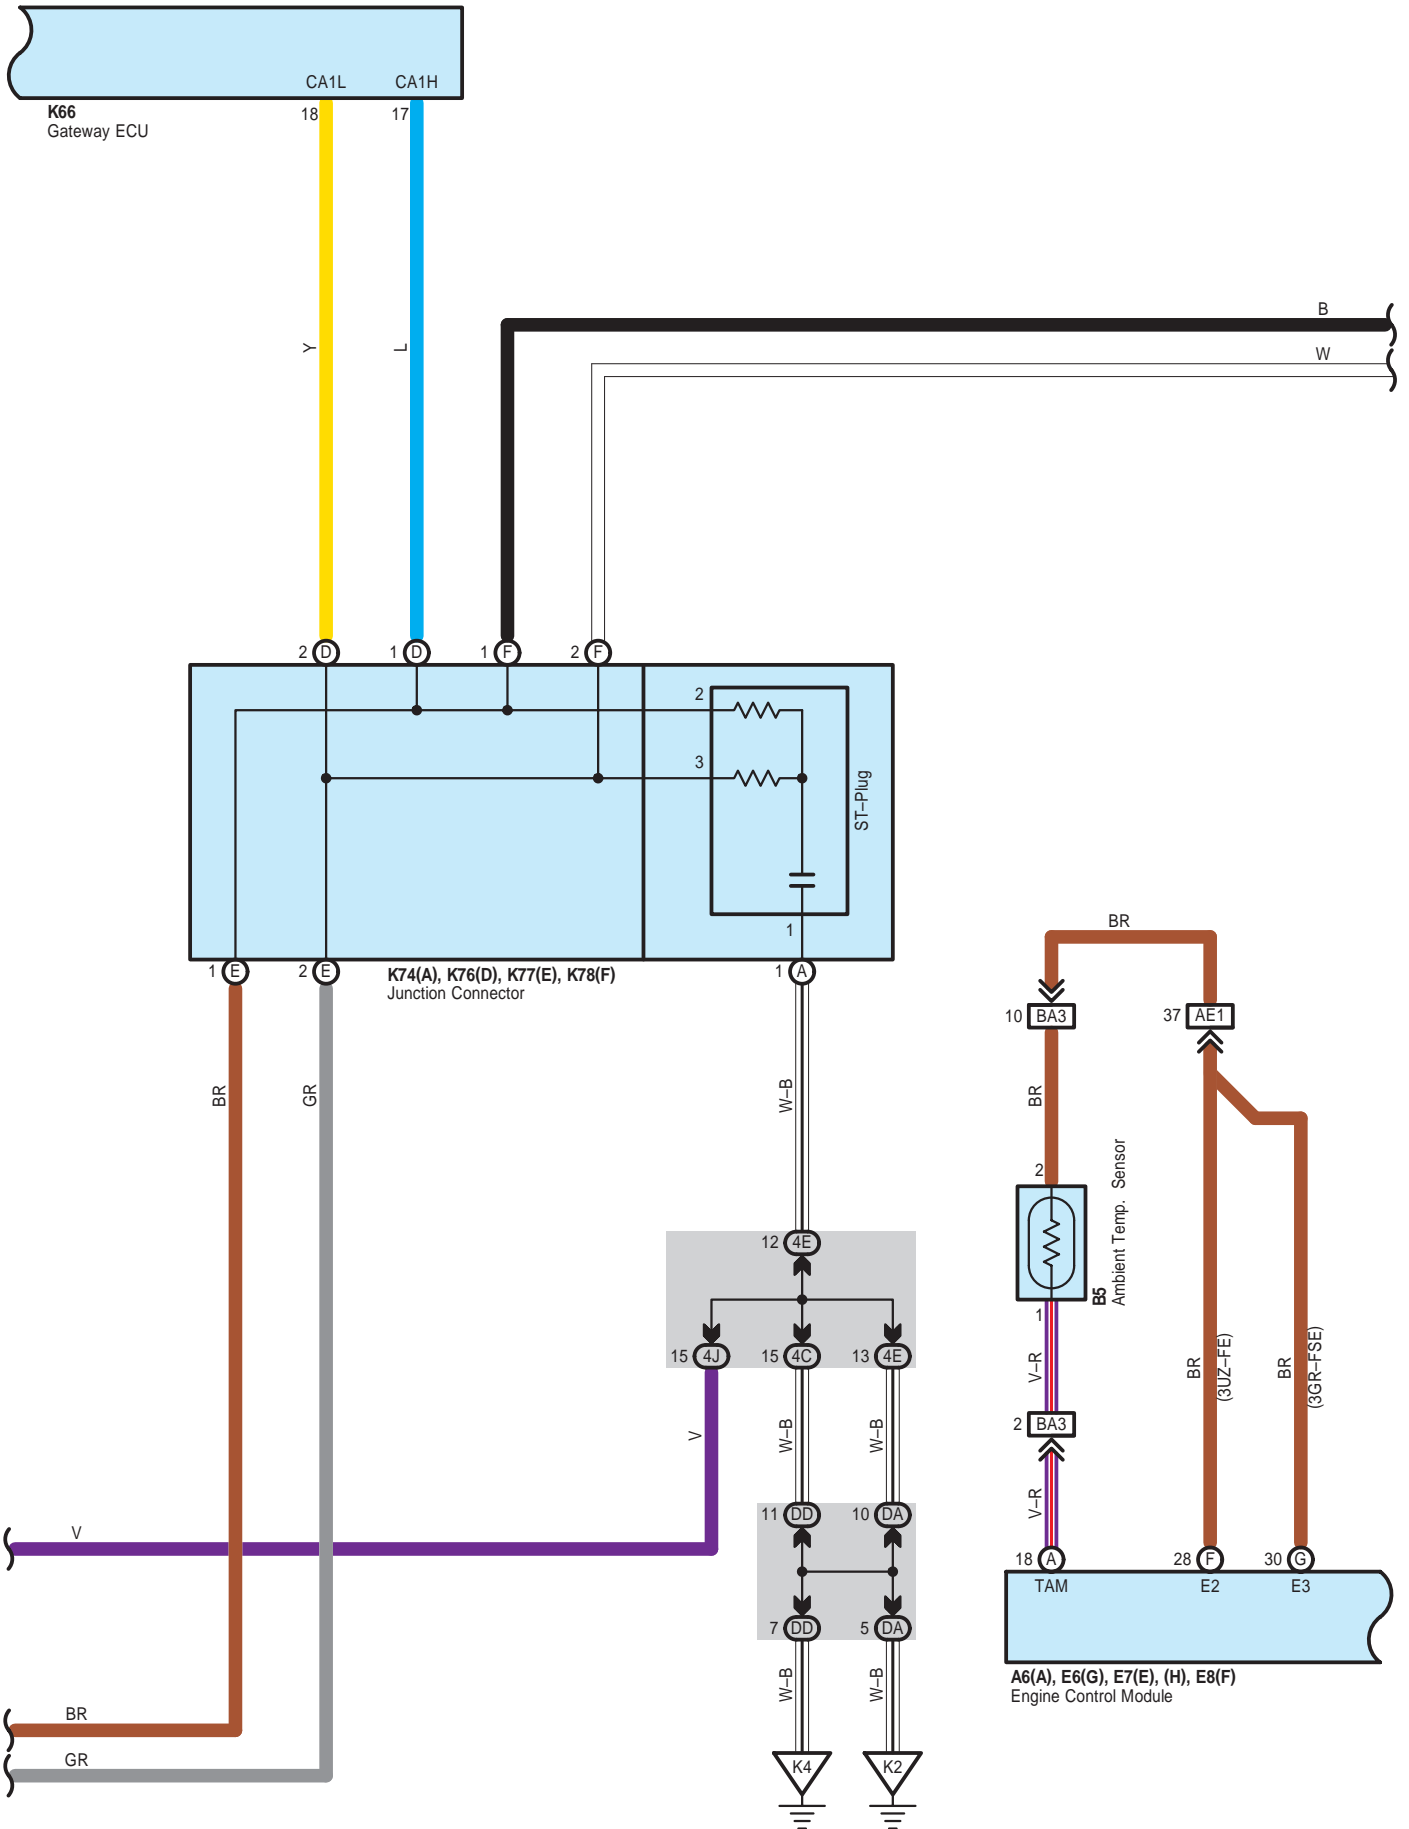 CA1L CA1H
K66
Gateway ECU
18 17
Y L
B
W
2 D 1 D 1 F 2 F
2
3
ST–Plug
1
1 E 2 E
K74(A), K76(D), K77(E), K78(F)
Junction Connector
1 A
BR
10 BA3 37 AE1
BR GR W–B BR
2
B5
Ambient Temp. Sensor
1
12 4E
15 4J 15 4C 13 4E
V–R
BR
(3UZ–FE)
BR
(3GR–FSE)
2 BA3
V W–B W–B
V–R
11 DD 10 DA
V
18 A 28 F 30 G
TAM E2 E3
7 DD 5 DA
A6(A), E6(G), E7(E), (H), E8(F)
Engine Control Module
W–B W–B
BR
GR
K4 K2